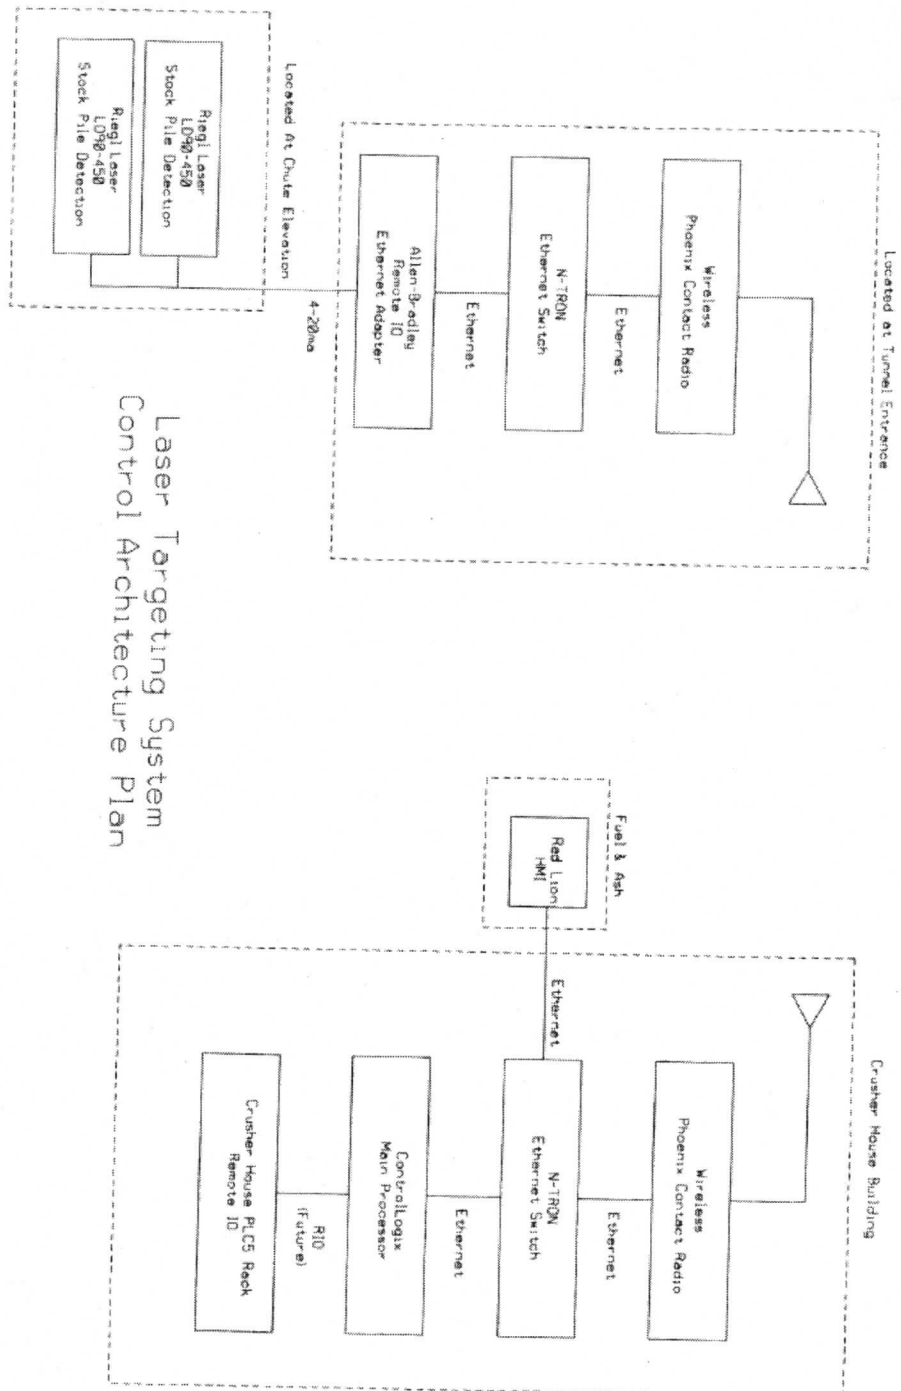 Located at Tunnel Entrance
Wireless
Phoenix Contact Radio
Ethernet
N-TRON
Ethernet Switch
Ethernet
Allen-Bradley
Remote IO
Ethernet Adapter
4-20ma
Located At Chute Elevation
Riegl Laser
LD90-450
Stock Pile Detection
Riegl Laser
LD90-450
Stock Pile Detection
Crusher House Building
Wireless
Phoenix Contact Radio
Ethernet
N-TRON
Ethernet Switch
Ethernet
Fuel & Ash
Red Lion
HMI
Ethernet
ControlLogix
Main Processor
RIO
(Future)
Crusher House PLC5 Rack
Remote IO
Laser Targeting System
Control Architecture Plan